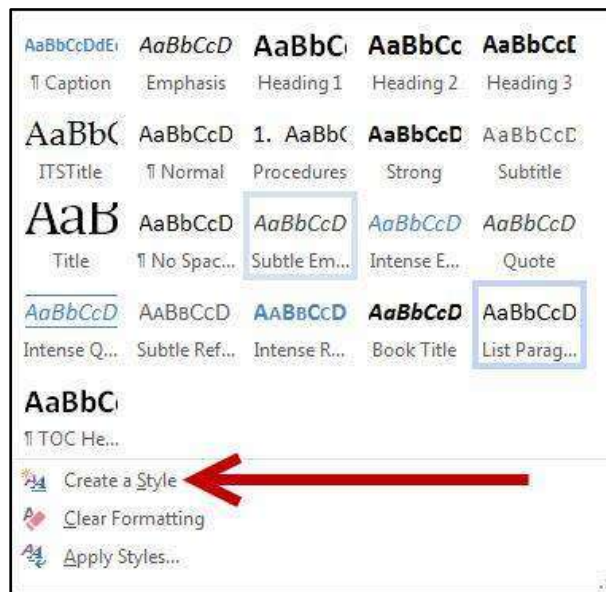 AaBbCcDdEe AaBbCcD AaBbC AaBbCc AaBbCcD
¶ Caption Emphasis Heading 1 Heading 2 Heading 3
AaBb( AaBbCcD 1. AaBb( AaBbCcD AaBbCcD
ITSTitle ¶ Normal Procedures Strong Subtitle
AaB AaBbCcD AaBbCcD AaBbCcD AaBbCcD
Title ¶ No Spac... Subtle Em... Intense E... Quote
AaBbCcD AABBCCD AABBCCD AaBbCcD AaBbCcD
Intense Q... Subtle Ref... Intense R... Book Title List Parag...
AaBbC
¶ TOC He...
Create a Style
Clear Formatting
Apply Styles...